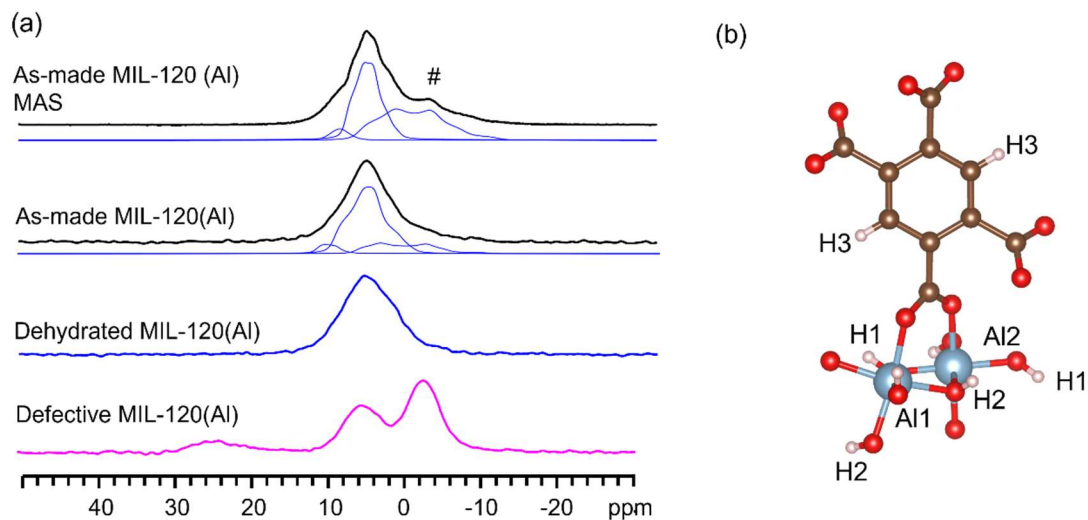 (a)
As-made MIL-120 (Al)
MAS
#
As-made MIL-120(Al)
Dehydrated MIL-120(Al)
Defective MIL-120(Al)
40 30 20 10 0 -10 -20 ppm
(b)
H3
H3
H1
Al2
H1
Al1
H2
H2